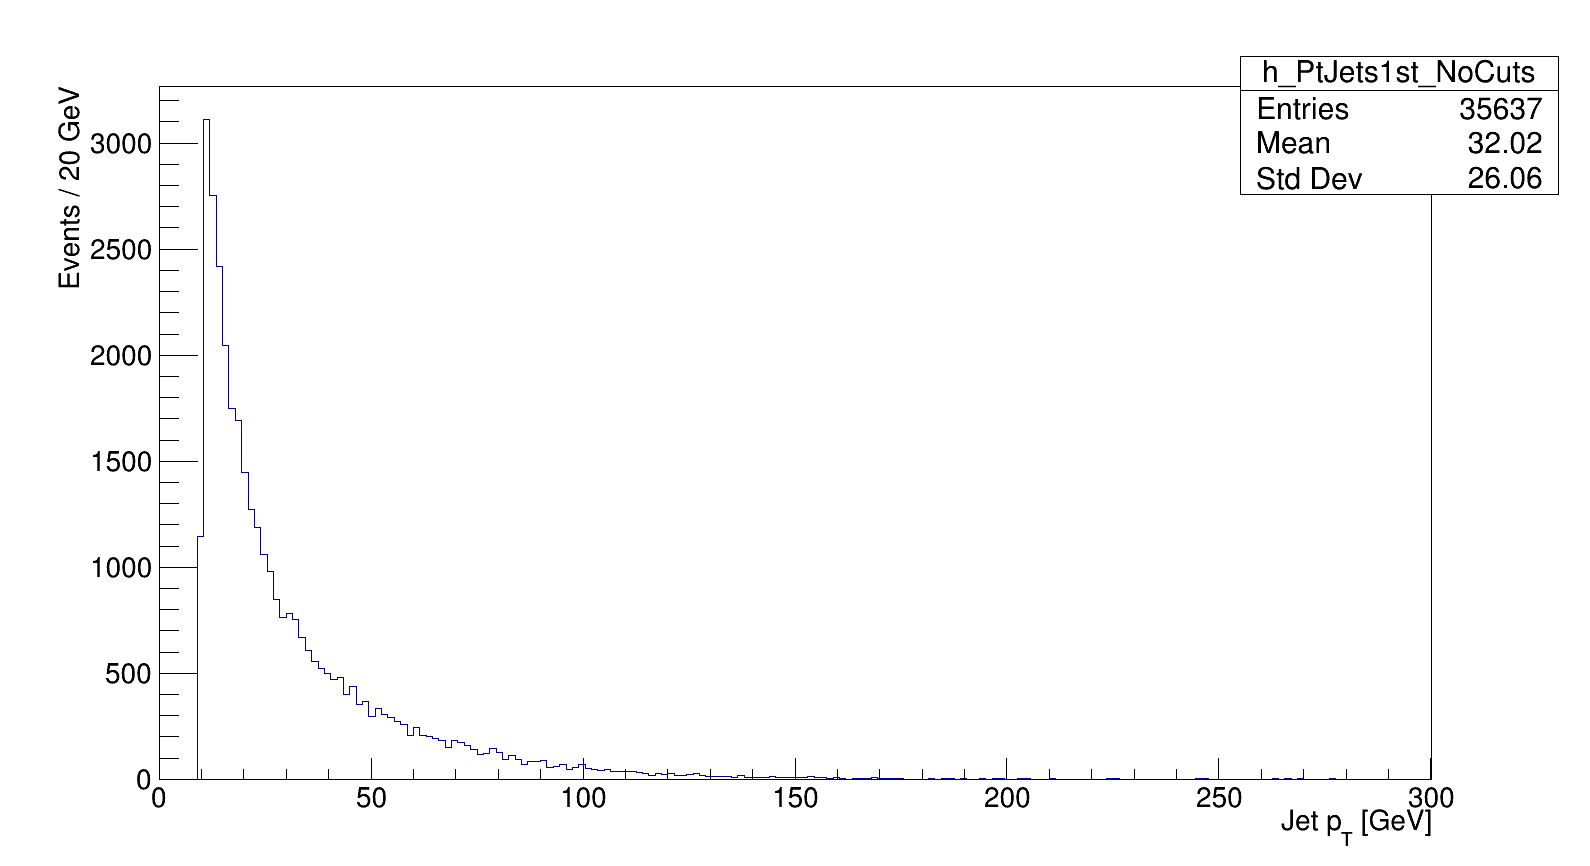 h_PtJets1st_NoCuts
Entries 35637
Mean 32.02
Std Dev 26.06
Events / 20 GeV
3000
2500
2000
1500
1000
500
0
0 50 100 150 200 250 300
Jet p_T [GeV]